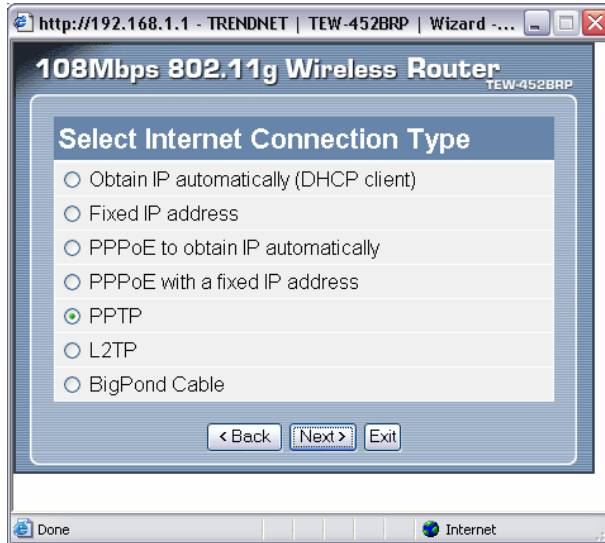 http://192.168.1.1 - TRENDNET | TEW-452BRP | Wizard -...
108Mbps 802.11g Wireless Router
TEW-452BRP
Select Internet Connection Type
Obtain IP automatically (DHCP client)
Fixed IP address
PPPoE to obtain IP automatically
PPPoE with a fixed IP address
PPTP
L2TP
BigPond Cable
< Back Next > Exit
Done Internet